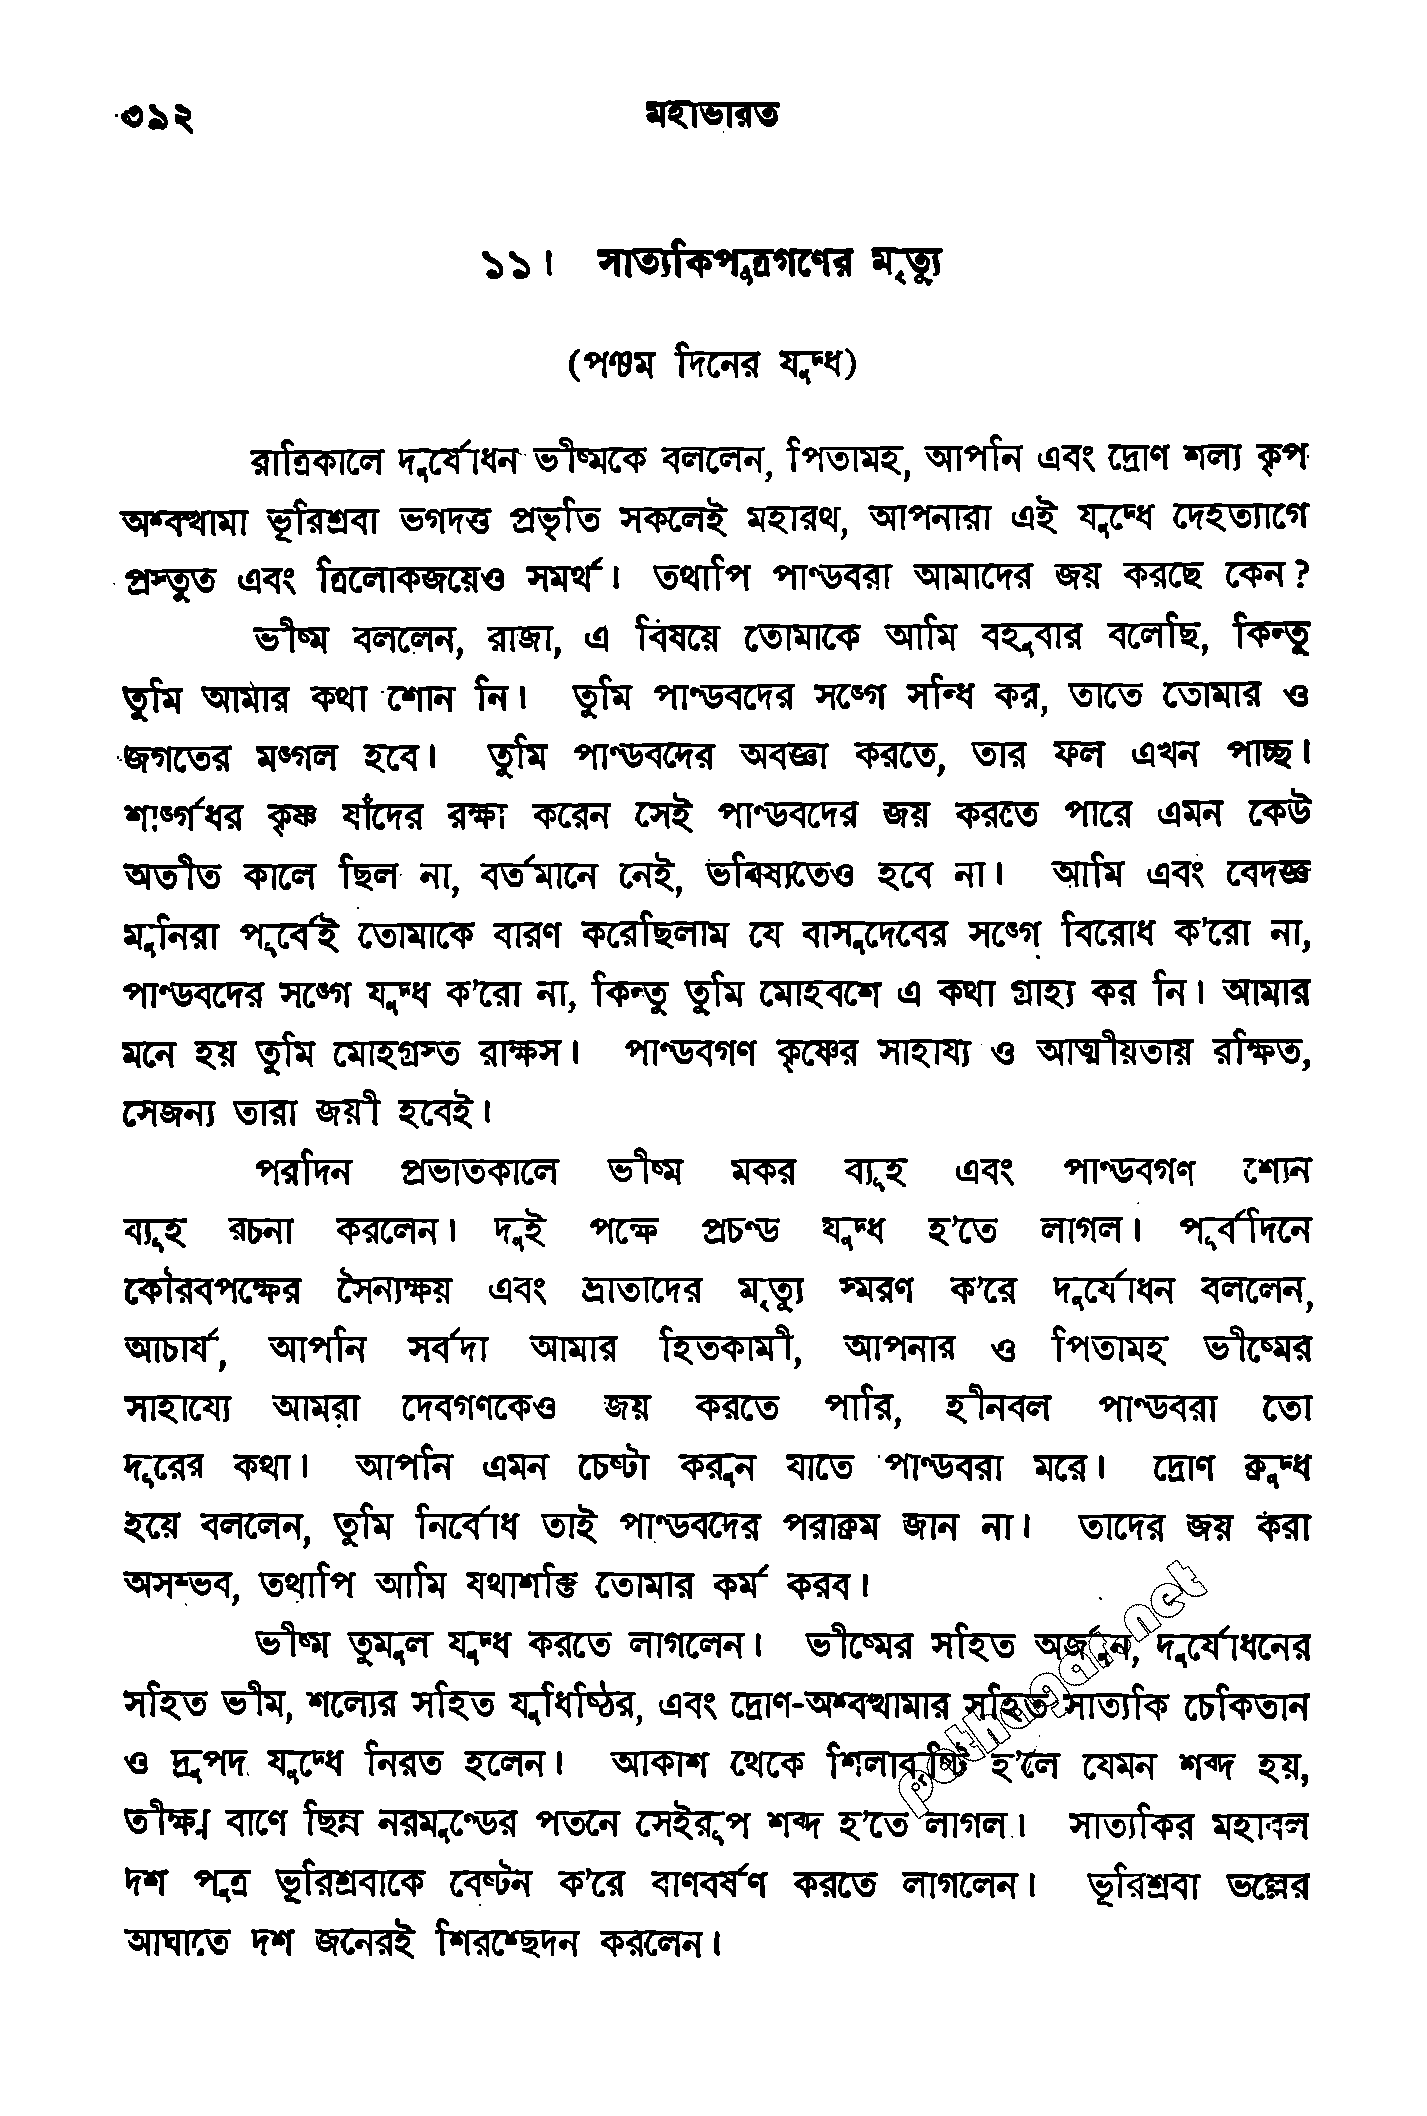 ৩৯২
মহাভারত
১১। সাত্যকিপুত্রগণের মৃত্যু
(পঞ্চম দিনের যুদ্ধ)
রাত্রিকালে দুর্যোধন ভীষ্মকে বললেন, পিতামহ, আপনি এবং দ্রোণ শল্য কৃপ
অশ্বত্থামা ভূরিশ্রবা ভগদত্ত প্রভৃতি সকলেই মহারথ, আপনারা এই যুদ্ধে দেহত্যাগে
প্রস্তুত এবং ত্রিলোকজয়েও সমর্থ। তথাপি পাণ্ডবরা আমাদের জয় করছে কেন?
ভীষ্ম বললেন, রাজা, এ বিষয়ে তোমাকে আমি বহুবার বলেছি, কিন্তু
তুমি আমার কথা শোন নি। তুমি পাণ্ডবদের সঙ্গে সন্ধি কর, তাতে তোমার ও
জগতের মঙ্গল হবে। তুমি পাণ্ডবদের অবজ্ঞা করতে, তার ফল এখন পাচ্ছ।
শার্ঙ্গধর কৃষ্ণ যাঁদের রক্ষা করেন সেই পাণ্ডবদের জয় করতে পারে এমন কেউ
অতীত কালে ছিল না, বর্তমানে নেই, ভবিষ্যতেও হবে না। আমি এবং বেদজ্ঞ
মুনিরা পূর্বেই তোমাকে বারণ করেছিলাম যে বাসুদেবের সঙ্গে বিরোধ ক'রো না,
পাণ্ডবদের সঙ্গে যুদ্ধ ক'রো না, কিন্তু তুমি মোহবশে এ কথা গ্রাহ্য কর নি। আমার
মনে হয় তুমি মোহগ্রস্ত রাক্ষস। পাণ্ডবগণ কৃষ্ণের সাহায্য ও আত্মীয়তায় রক্ষিত,
সেজন্য তারা জয়ী হবেই।
পরদিন প্রভাতকালে ভীষ্ম মকর ব্যূহ এবং পাণ্ডবগণ শ্যেন
ব্যূহ রচনা করলেন। দুই পক্ষে প্রচণ্ড যুদ্ধ হ'তে লাগল। পূর্বদিনে
কৌরবপক্ষের সৈন্যক্ষয় এবং ভ্রাতাদের মৃত্যু স্মরণ ক'রে দুর্যোধন বললেন,
আচার্য, আপনি সর্বদা আমার হিতকামী, আপনার ও পিতামহ ভীষ্মের
সাহায্যে আমরা দেবগণকেও জয় করতে পারি, হীনবল পাণ্ডবরা তো
দূরের কথা। আপনি এমন চেষ্টা করুন যাতে পাণ্ডবরা মরে। দ্রোণ ক্রুদ্ধ
হয়ে বললেন, তুমি নির্বোধ তাই পাণ্ডবদের পরাক্রম জান না। তাদের জয় করা
অসম্ভব, তথাপি আমি যথাশক্তি তোমার কর্ম করব।
ভীষ্ম তুমুল যুদ্ধ করতে লাগলেন। ভীষ্মের সহিত অর্জুন, দুর্যোধনের
সহিত ভীম, শল্যের সহিত যুধিষ্ঠির, এবং দ্রোণ-অশ্বত্থামার সহিত সাত্যকি চেকিতান
ও দ্রুপদ যুদ্ধে নিরত হলেন। আকাশ থেকে শিলাবৃষ্টি হ'লে যেমন শব্দ হয়,
তীক্ষ্ণ বাণে ছিন্ন নরমুণ্ডের পতনে সেইরূপ শব্দ হ'তে লাগল। সাত্যকির মহাবল
দশ পুত্র ভূরিশ্রবাকে বেষ্টন ক'রে বাণবর্ষণ করতে লাগলেন। ভূরিশ্রবা ভল্লের
আঘাতে দশ জনেরই শিরশ্ছেদন করলেন।
pathagar.net